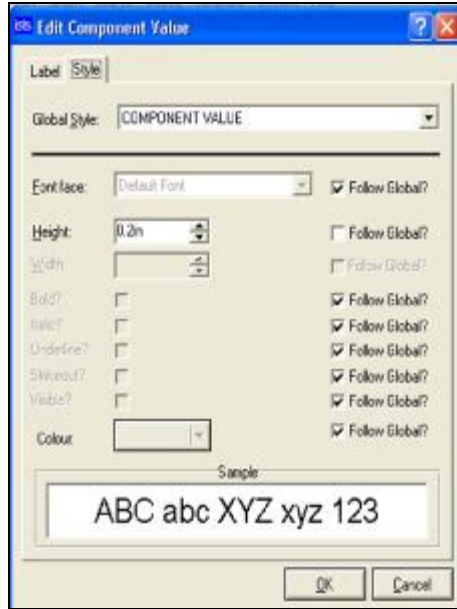 ISIS Edit Component Value
Label Style
Global Style: COMPONENT VALUE
Font face: Default Font Follow Global?
Height: 0.2in Follow Global?
Width: Follow Global?
Bold? Follow Global?
Italic? Follow Global?
Underline? Follow Global?
Strikeout? Follow Global?
Visible? Follow Global?
Colour: Follow Global?
Sample
ABC abc XYZ xyz 123
OK Cancel